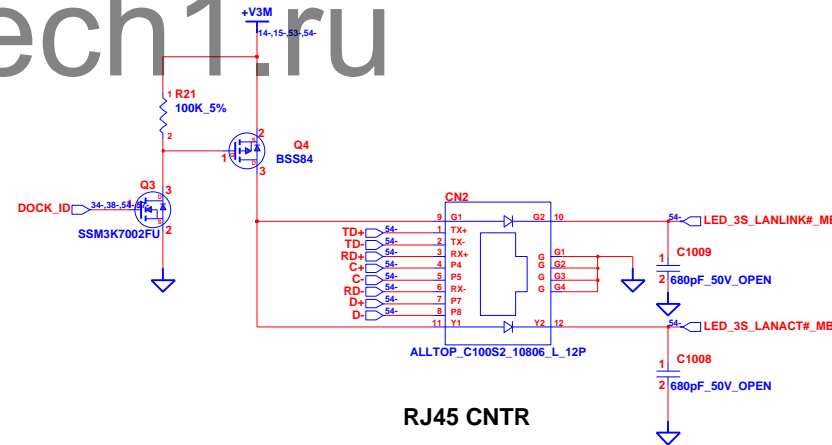 ech1.ru
+V3M
14-,15-,53-,54-
1 R21
100K_5%
2
2
Q4
1
BSS84
3
Q3
3
DOCK_ID
34-,38-,54-,57-
1
2
SSM3K7002FU
CN2
9 G1 G2 10
54- LED_3S_LANLINK#_MB
TD+ 54- 1 TX+
TD- 54- 2 TX-
RD+ 54- 3 RX+ G G1
C+ 54- 4 P4 G G2
C- 54- 5 P5 G G3
RD- 54- 6 RX- G G4
D+ 54- 7 P7
D- 54- 8 P8
11 Y1 Y2 12
54- LED_3S_LANACT#_MB
C1009
1
2 680pF_50V_OPEN
ALLTOP_C100S2_10806_L_12P
C1008
1
2 680pF_50V_OPEN
RJ45 CNTR